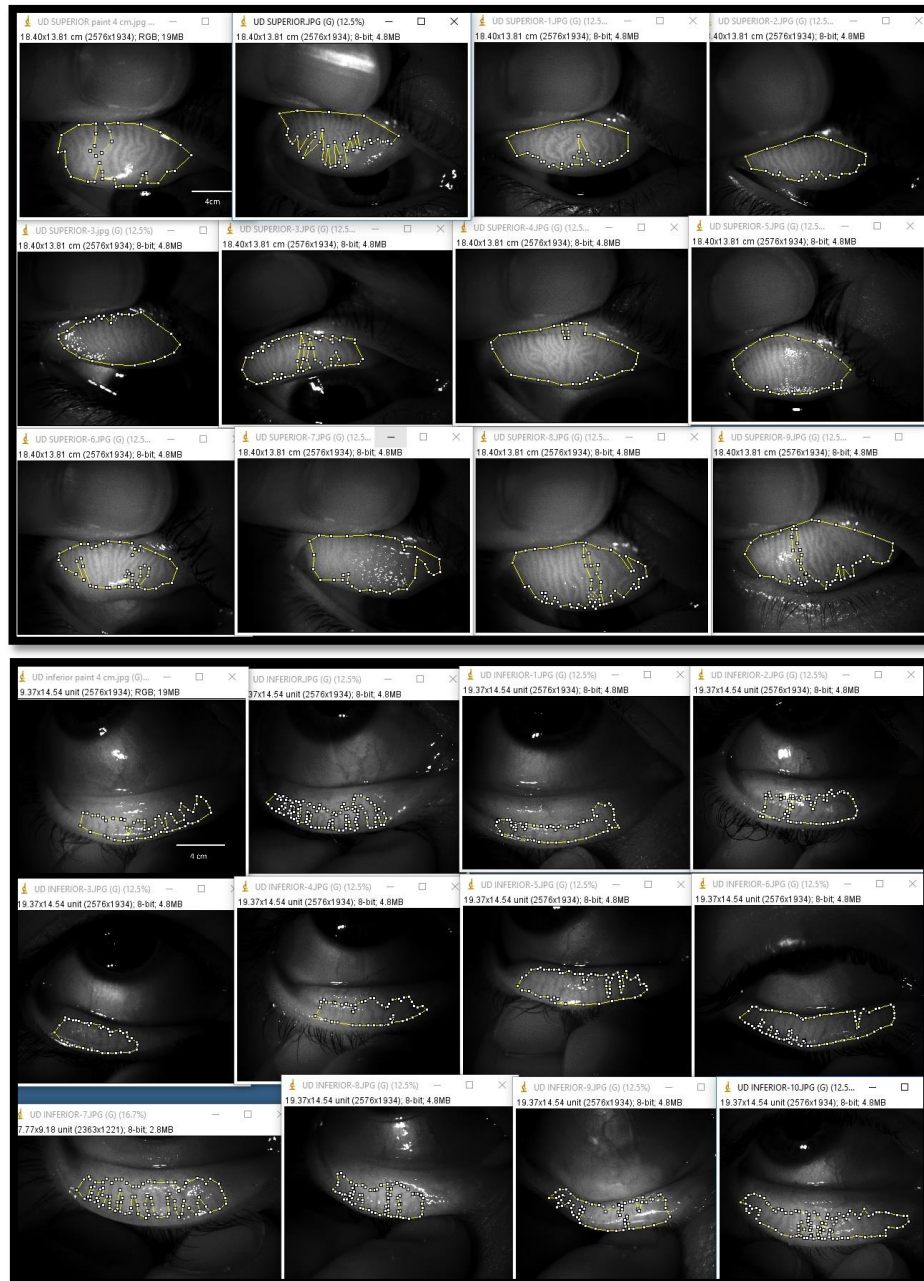 UD SUPERIOR paint 4 cm.jpg ...
18.40x13.81 cm (2576x1934); RGB; 19MB
4cm
UD SUPERIOR.JPG (G) (12.5%)
18.40x13.81 cm (2576x1934); 8-bit; 4.8MB
UD SUPERIOR-1.JPG (G) (12.5...
18.40x13.81 cm (2576x1934); 8-bit; 4.8MB
UD SUPERIOR-2.JPG (G) (12.5...
.40x13.81 cm (2576x1934); 8-bit; 4.8MB
UD SUPERIOR-3.jpg (G) (12.5%)
18.40x13.81 cm (2576x1934); 8-bit; 4.8MB
UD SUPERIOR-3.JPG (G) (12.5...
18.40x13.81 cm (2576x1934); 8-bit; 4.8MB
UD SUPERIOR-4.JPG (G) (12.5...
18.40x13.81 cm (2576x1934); 8-bit; 4.8MB
UD SUPERIOR-5.JPG (G) (12.5...
18.40x13.81 cm (2576x1934); 8-bit; 4.8MB
UD SUPERIOR-6.JPG (G) (12.5...
18.40x13.81 cm (2576x1934); 8-bit; 4.8MB
UD SUPERIOR-7.JPG (G) (12.5...
18.40x13.81 cm (2576x1934); 8-bit; 4.8MB
UD SUPERIOR-8.JPG (G) (12.5...
18.40x13.81 cm (2576x1934); 8-bit; 4.8MB
UD SUPERIOR-9.JPG (G) (12.5...
18.40x13.81 cm (2576x1934); 8-bit; 4.8MB
UD inferior paint 4 cm.jpg (G)...
9.37x14.54 unit (2576x1934); RGB; 19MB
4 cm
UD INFERIOR.JPG (G) (12.5%)
37x14.54 unit (2576x1934); 8-bit; 4.8MB
UD INFERIOR-1.JPG (G) (12.5%)
19.37x14.54 unit (2576x1934); 8-bit; 4.8MB
UD INFERIOR-2.JPG (G) (12.5%)
19.37x14.54 unit (2576x1934); 8-bit; 4.8MB
UD INFERIOR-3.JPG (G) (12.5%)
19.37x14.54 unit (2576x1934); 8-bit; 4.8MB
UD INFERIOR-4.JPG (G) (12.5%)
19.37x14.54 unit (2576x1934); 8-bit; 4.8MB
UD INFERIOR-5.JPG (G) (12.5%)
19.37x14.54 unit (2576x1934); 8-bit; 4.8MB
UD INFERIOR-6.JPG (G) (12.5%)
19.37x14.54 unit (2576x1934); 8-bit; 4.8MB
UD INFERIOR-7.JPG (G) (16.7%)
7.77x9.18 unit (2363x1221); 8-bit; 2.8MB
UD INFERIOR-8.JPG (G) (12.5%)
19.37x14.54 unit (2576x1934); 8-bit; 4.8MB
UD INFERIOR-9.JPG (G) (12.5%)
19.37x14.54 unit (2576x1934); 8-bit; 4.8MB
UD INFERIOR-10.JPG (G) (12.5...
19.37x14.54 unit (2576x1934); 8-bit; 4.8MB